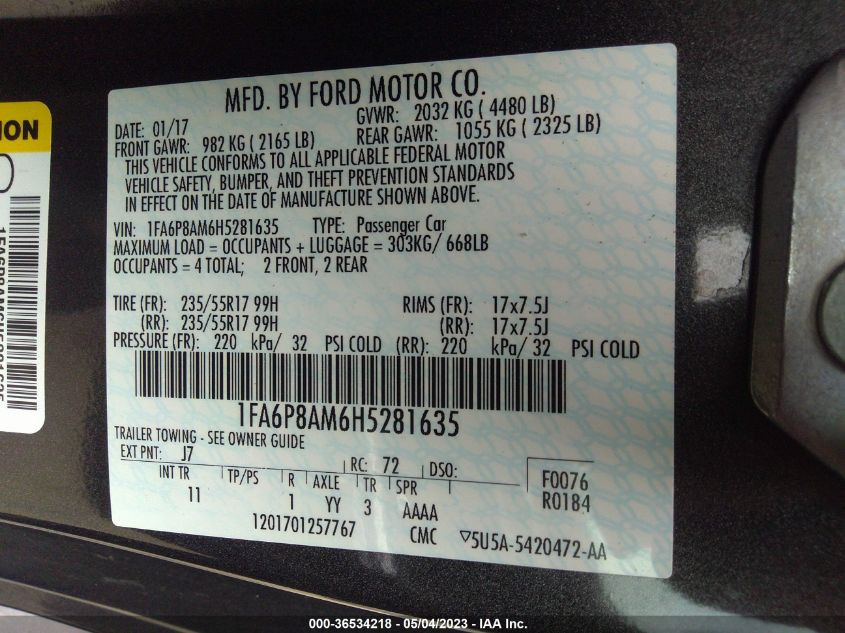 MFD. BY FORD MOTOR CO.
DATE: 01/17 GVWR: 2032 KG ( 4480 LB)
FRONT GAWR: 982 KG ( 2165 LB) REAR GAWR: 1055 KG ( 2325 LB)
THIS VEHICLE CONFORMS TO ALL APPLICABLE FEDERAL MOTOR
VEHICLE SAFETY, BUMPER, AND THEFT PREVENTION STANDARDS
IN EFFECT ON THE DATE OF MANUFACTURE SHOWN ABOVE.
VIN: 1FA6P8AM6H5281635 TYPE: Passenger Car
MAXIMUM LOAD = OCCUPANTS + LUGGAGE = 303KG/ 668LB
OCCUPANTS = 4 TOTAL; 2 FRONT, 2 REAR
TIRE (FR): 235/55R17 99H RIMS (FR): 17x7.5J
(RR): 235/55R17 99H (RR): 17x7.5J
PRESSURE (FR): 220 kPa/ 32 PSI COLD (RR): 220 kPa/ 32 PSI COLD
1FA6P8AM6H5281635
TRAILER TOWING - SEE OWNER GUIDE
EXT PNT: J7 RC: 72 DSO: F0076
INT TR TP/PS R AXLE TR SPR R0184
11 1 YY 3 AAAA
1201701257767 CMC ▽5U5A-5420472-AA
ION
1FA6P8AM6H5281635
000-36534218 - 05/04/2023 - IAA Inc.